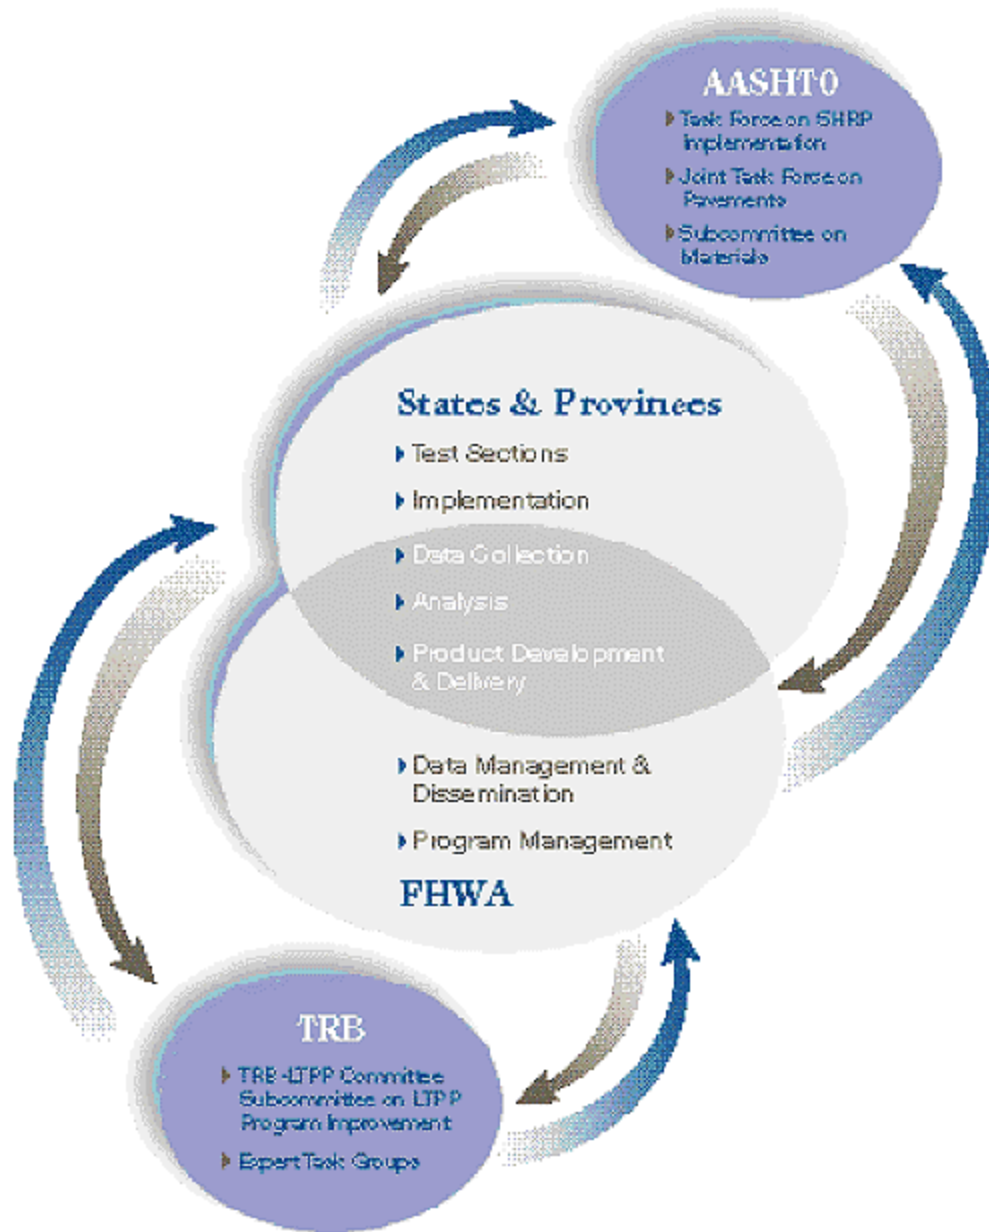 AASHTO
Task Force on SHRP
Implementation
Joint Task Force on
Pavements
Subcommittee on
Materials
States & Provinces
Test Sections
Implementation
Data Collection
Analysis
Product Development
& Delivery
Data Management &
Dissemination
Program Management
FHWA
TRB
TRB-LTPP Committee
Subcommittee on LTPP
Program Improvement
Expert Task Groups